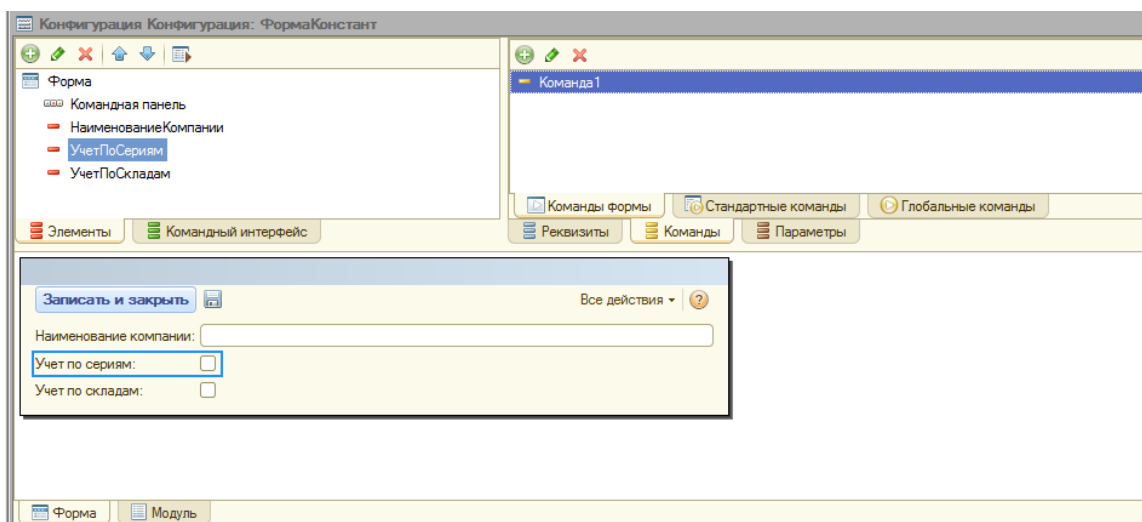 Конфигурация Конфигурация: ФормаКонстант
Форма
Командная панель
НаименованиеКомпании
УчетПоСериям
УчетПоСкладам
Элементы Командный интерфейс
Команда1
Команды формы Стандартные команды Глобальные команды
Реквизиты Команды Параметры
Записать и закрыть Все действия ?
Наименование компании:
Учет по сериям:
Учет по складам:
Форма Модуль